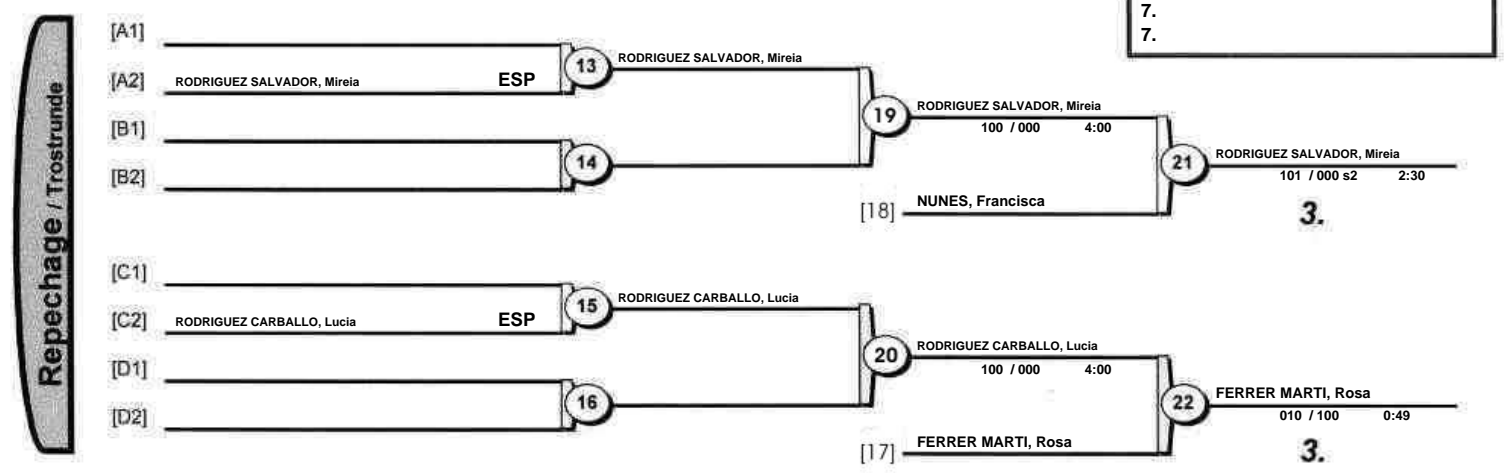 7.
7.
Repechage / Trostrunde
[A1]
[A2] RODRIGUEZ SALVADOR, Mireia ESP
[B1]
[B2]
13
RODRIGUEZ SALVADOR, Mireia
14
19
RODRIGUEZ SALVADOR, Mireia
100 / 000 4:00
[18] NUNES, Francisca
21
RODRIGUEZ SALVADOR, Mireia
101 / 000 s2 2:30
3.
[C1]
[C2] RODRIGUEZ CARBALLO, Lucia ESP
[D1]
[D2]
15
RODRIGUEZ CARBALLO, Lucia
16
20
RODRIGUEZ CARBALLO, Lucia
100 / 000 4:00
[17] FERRER MARTI, Rosa
22
FERRER MARTI, Rosa
010 / 100 0:49
3.